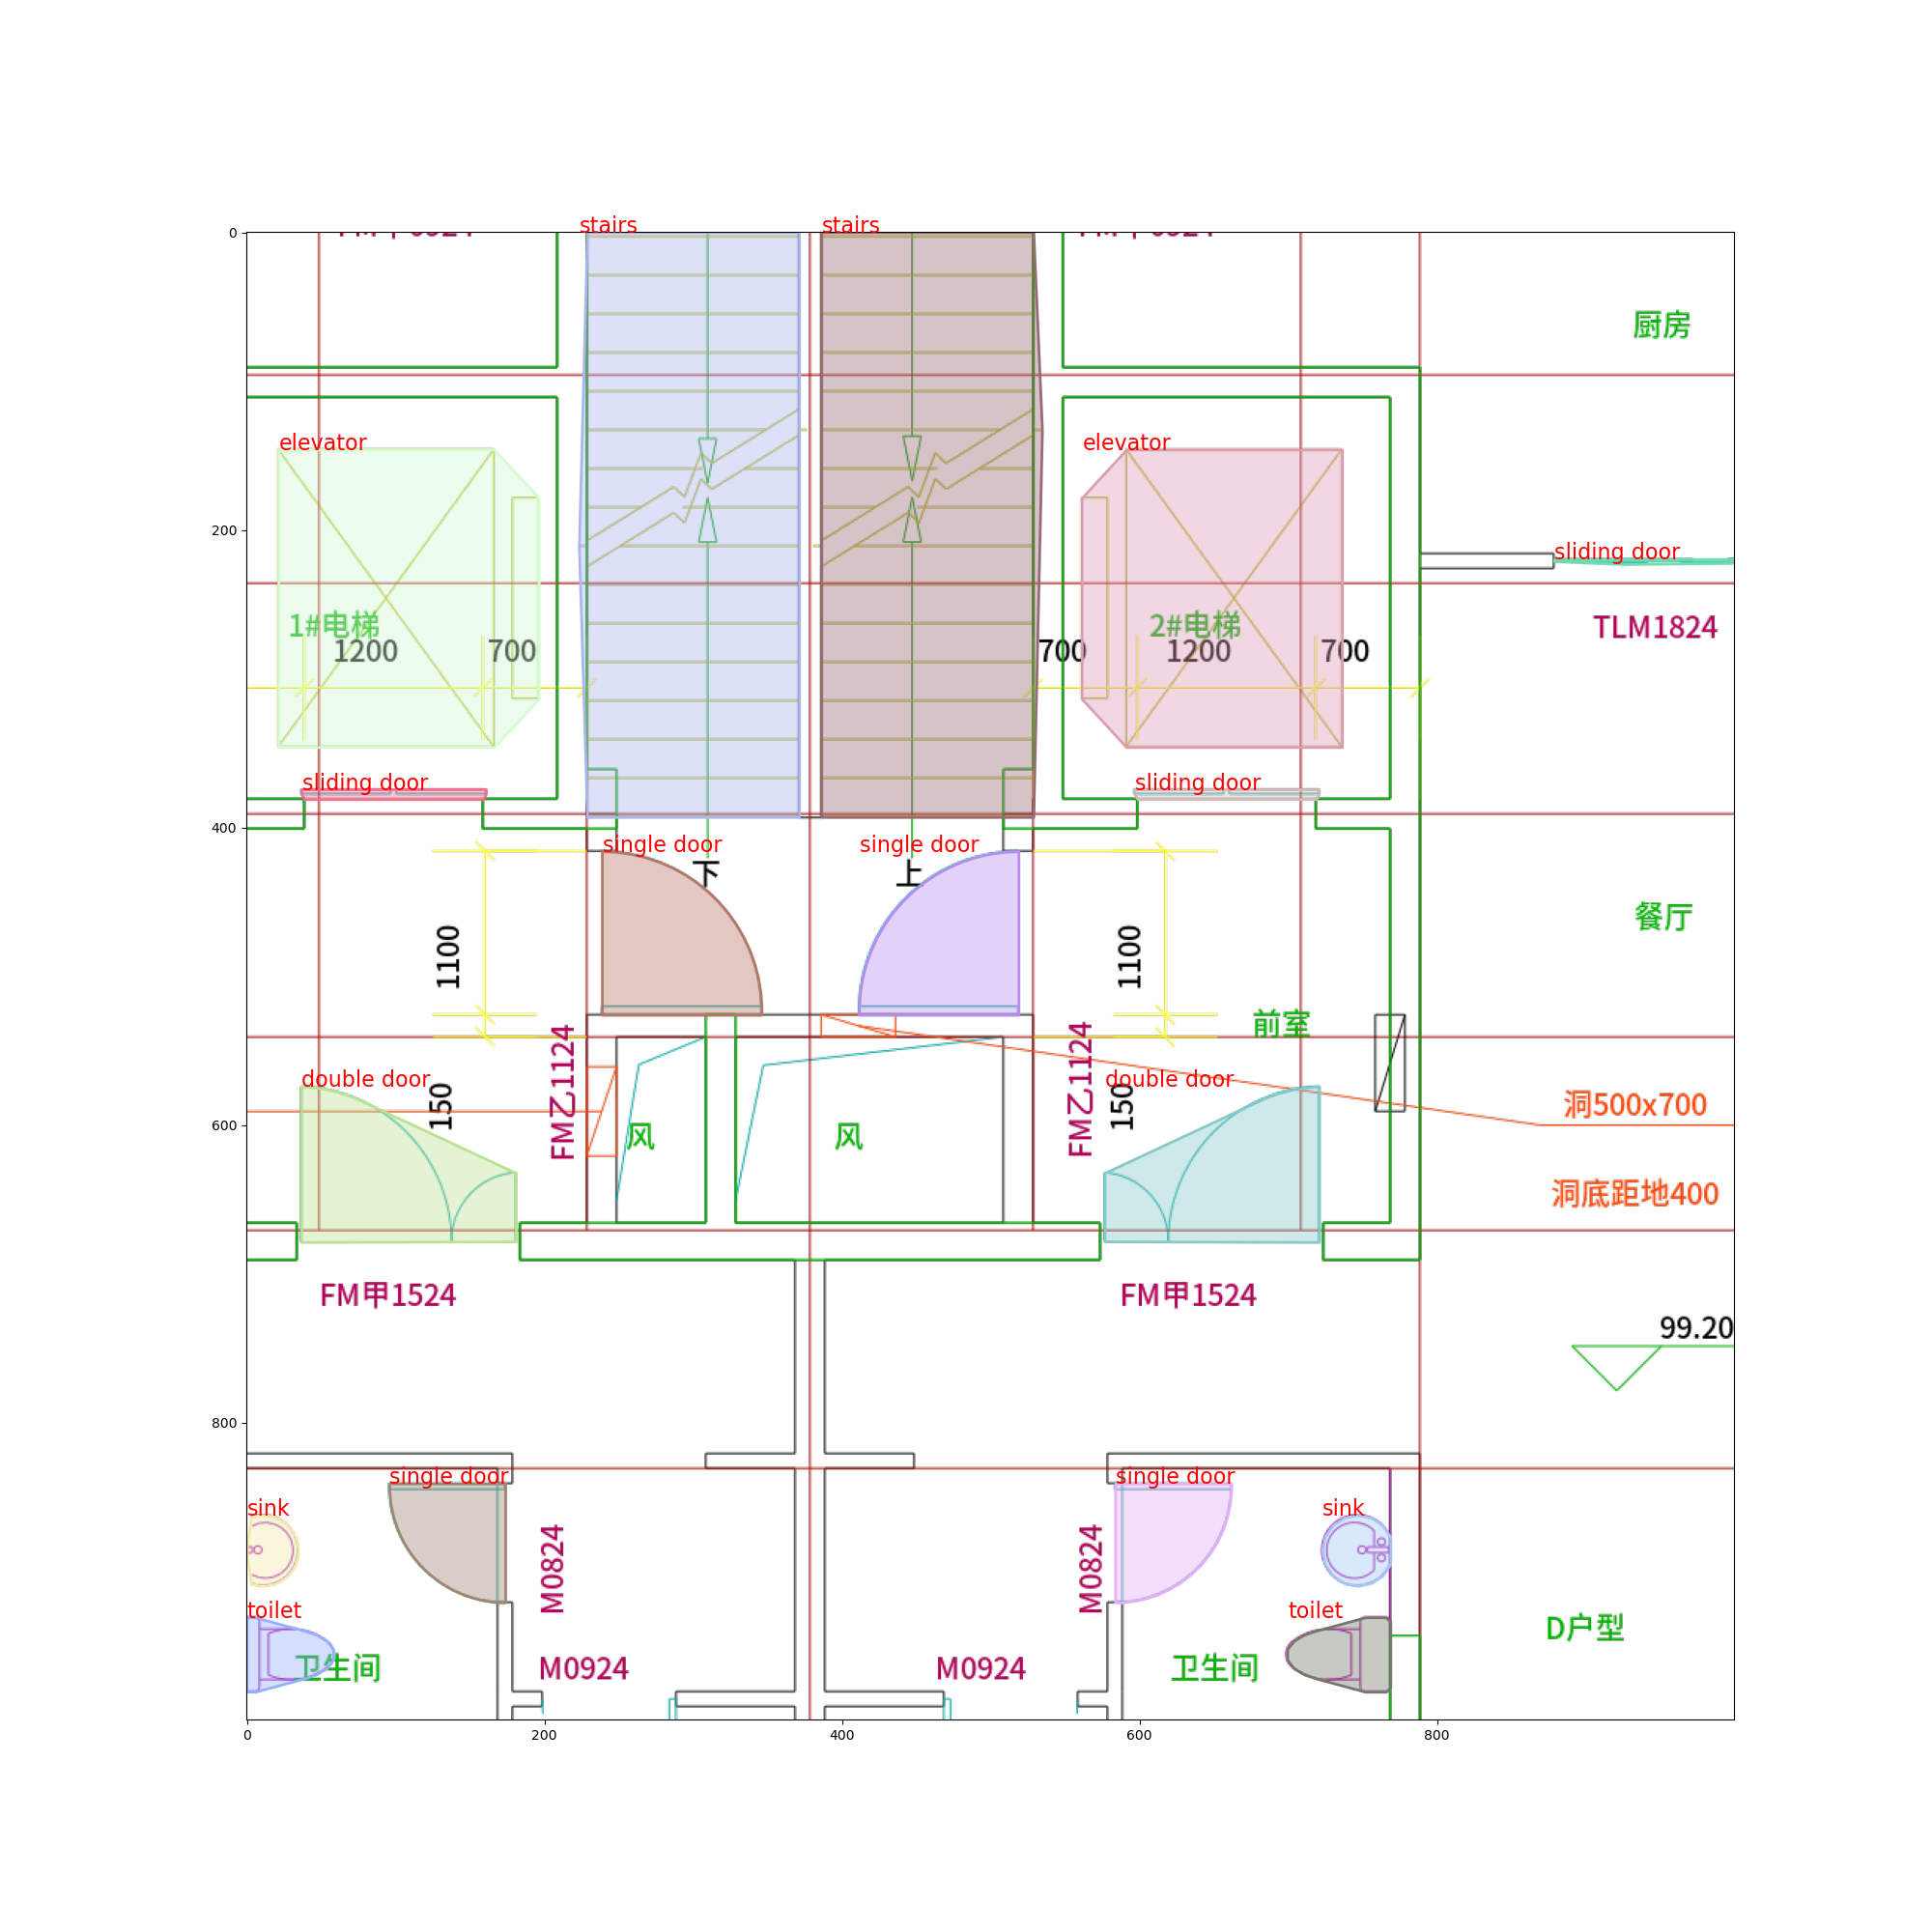 stairs
stairs
0
厨房
elevator
elevator
200
sliding door
1#电梯
2#电梯
TLM1824
1200
700
700
1200
700
sliding door
sliding door
400
single door
single door
下
上
1100
1100
餐厅
前室
double door
double door
150
FM乙1124
FM乙1124
150
洞500x700
600
风
风
洞底距地400
FM甲1524
FM甲1524
99.20
800
single door
single door
sink
sink
M0824
M0824
toilet
toilet
D户型
卫生间
M0924
M0924
卫生间
0
200
400
600
800